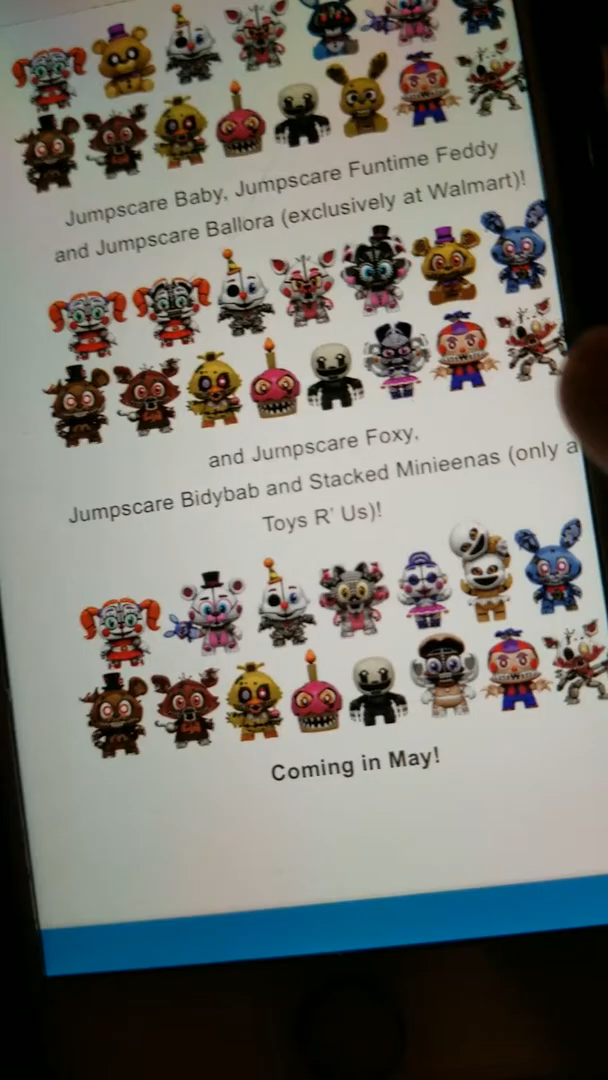 Jumpscare Baby, Jumpscare Funtime Feddy
and Jumpscare Ballora (exclusively at Walmart)!
and Jumpscare Foxy,
Jumpscare Bidybab and Stacked Minieenas (only a
Toys R' Us)!
Coming in May!